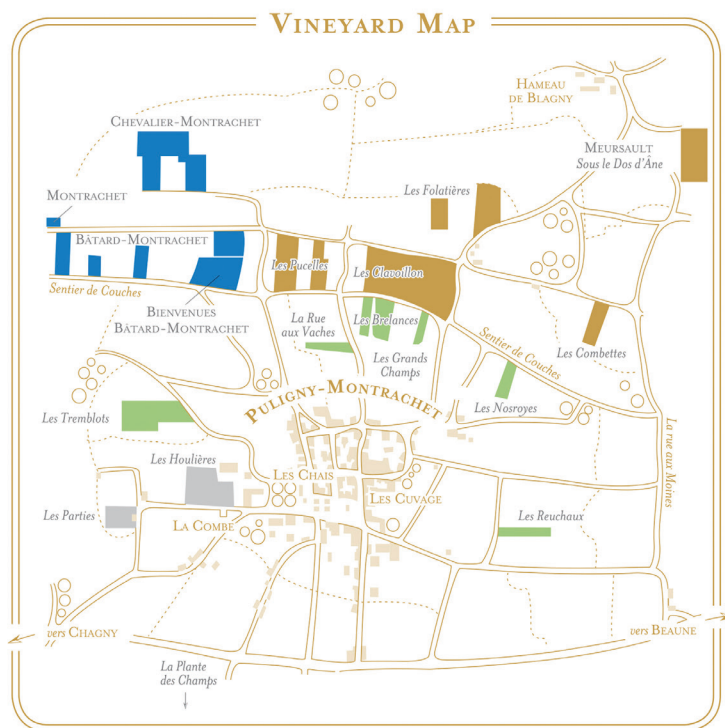 VINEYARD MAP
HAMEAU
DE BLAGNY
CHEVALIER-MONTRACHET
MEURSAULT
Sous le Dos d'Âne
Les Folatières
MONTRACHET
BÂTARD-MONTRACHET
Les Pucelles
Les Clavoillon
Sentier de Couches
BIENVENUES
BÂTARD-MONTRACHET
La Rue
aux Vaches
Les Brelances
Les Grands
Champs
Sentier de Couches
Les Combettes
PULIGNY-MONTRACHET
Les Nosroyes
Les Tremblots
La rue aux Moines
Les Houlières
LES CHAIS
LES CUVAGE
Les Parties
LA COMBE
Les Reuchaux
vers CHAGNY
vers BEAUNE
La Plante
des Champs